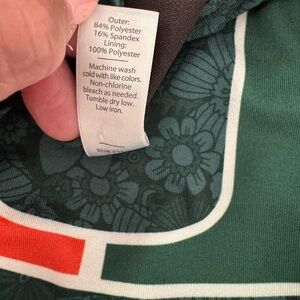 Outer:
84% Polyester
16% Spandex
Lining:
100% Polyester
Machine wash
cold with like colors.
Non-chlorine
bleach as needed.
Tumble dry low.
Low iron.